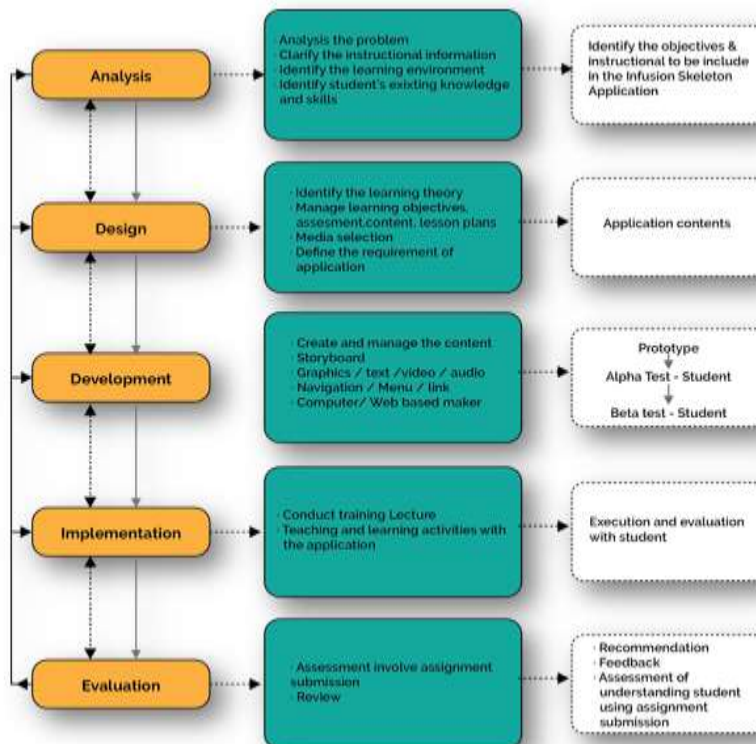 Analysis
· Analysis the problem
· Clarify the instructional information
· Identify the learning environment
· Identify student's exixting knowledge
and skills
Identify the objectives &
instructional to be include
in the Infusion Skeleton
Application
Design
· Identify the learning theory
· Manage learning objectives,
assesment,content, lesson plans
· Media selection
· Define the requirement of
application
Application contents
Development
· Create and manage the content
· Storyboard
· Graphics / text /video / audio
· Navigation / Menu / link
· Computer/ Web based maker
Prototype
Alpha Test - Student
Beta test - Student
Implementation
· Conduct training Lecture
· Teaching and learning activities with
the application
Execution and evaluation
with student
Evaluation
· Assessment involve assignment
submission
· Review
· Recommendation
· Feedback
· Assessment of
understanding student
using assignment
submission